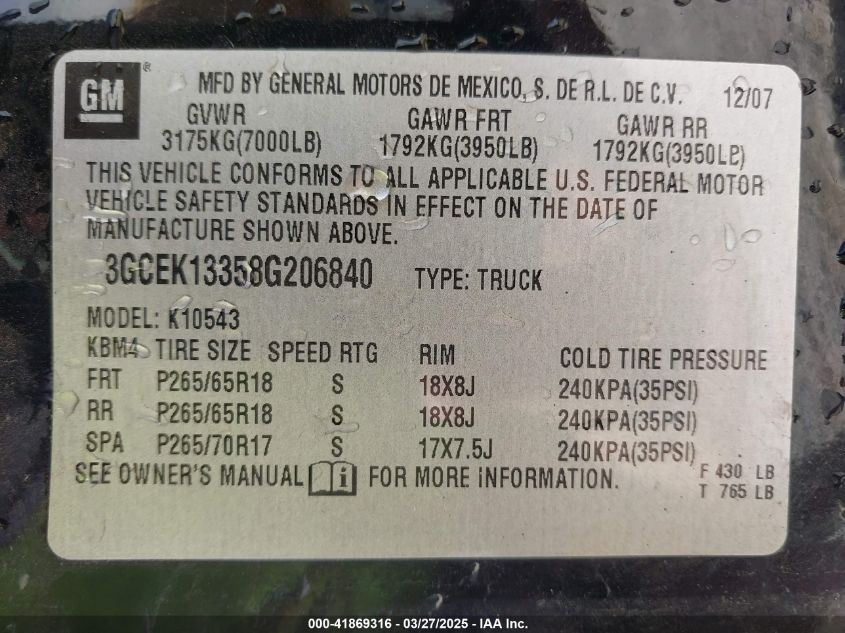 GM ® MFD BY GENERAL MOTORS DE MEXICO, S. DE R.L. DE C.V. 12/07
GVWR GAWR FRT GAWR RR
3175KG(7000LB) 1792KG(3950LB) 1792KG(3950LB)
THIS VEHICLE CONFORMS TO ALL APPLICABLE U.S. FEDERAL MOTOR
VEHICLE SAFETY STANDARDS IN EFFECT ON THE DATE OF
MANUFACTURE SHOWN ABOVE.
3GCEK13358G206840 TYPE: TRUCK
MODEL: K10543
KBM4 TIRE SIZE SPEED RTG RIM COLD TIRE PRESSURE
FRT P265/65R18 S 18X8J 240KPA(35PSI)
RR P265/65R18 S 18X8J 240KPA(35PSI)
SPA P265/70R17 S 17X7.5J 240KPA(35PSI)
SEE OWNER'S MANUAL i FOR MORE INFORMATION. F 430 LB
T 765 LB
000-41869316 - 03/27/2025 - IAA, Inc.